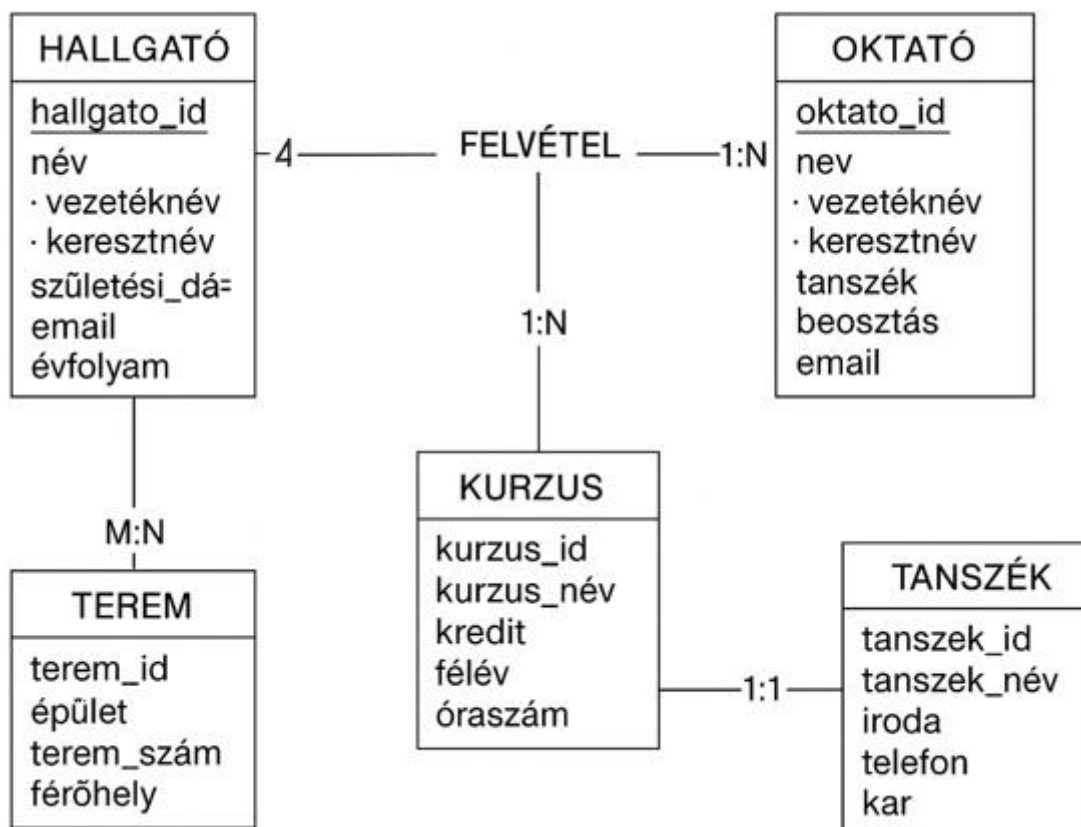 HALLGATÓ
hallgato_id
név
· vezetéknév
· keresztnév
születési_dá=
email
évfolyam
4
FELVÉTEL
1:N
OKTATÓ
oktato_id
nev
· vezetéknév
· keresztnév
tanszék
beosztás
email
1:N
M:N
TEREM
terem_id
épület
terem_szám
férõhely
KURZUS
kurzus_id
kurzus_név
kredit
félév
óraszám
1:1
TANSZÉK
tanszek_id
tanszek_név
iroda
telefon
kar